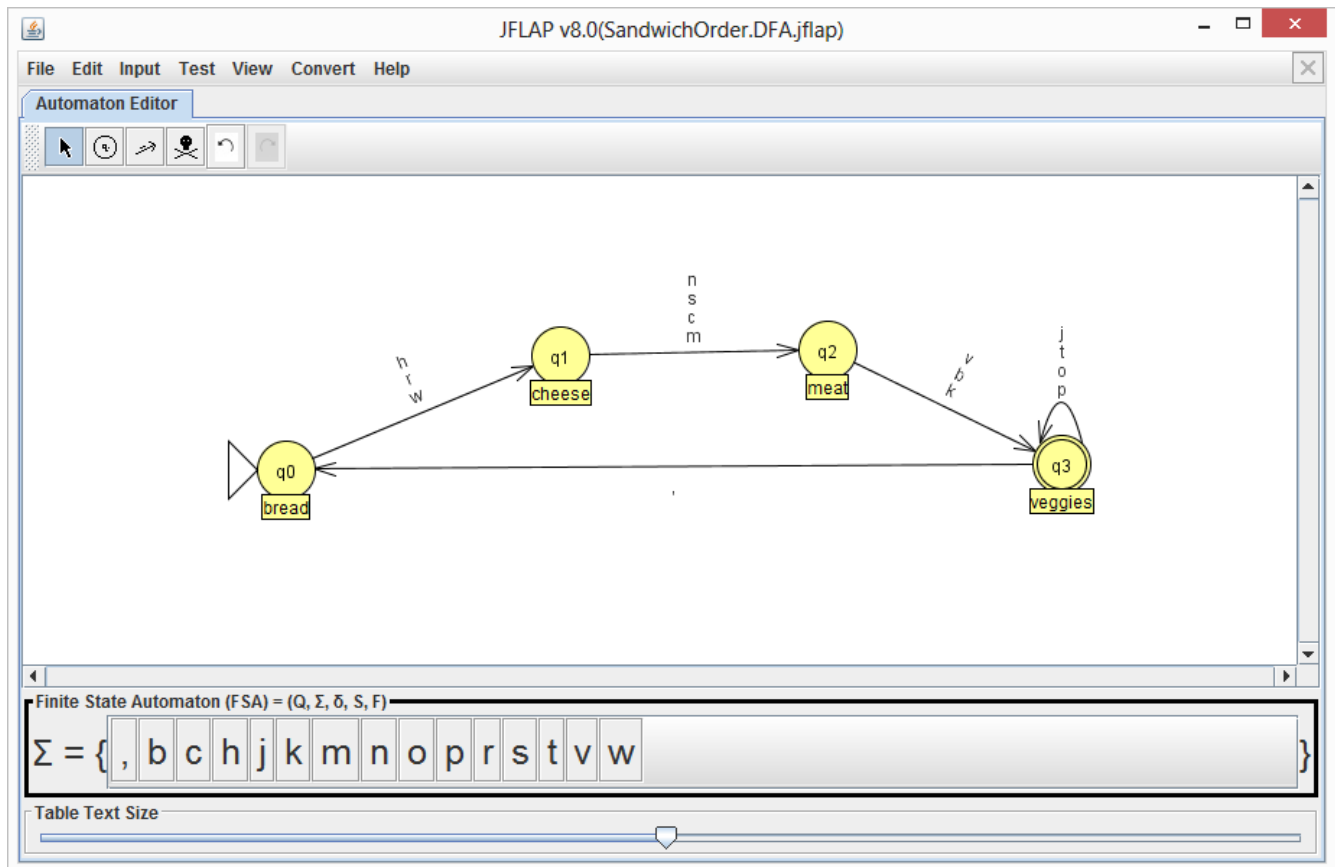 JFLAP v8.0(SandwichOrder.DFA.jflap)
File Edit Input Test View Convert Help
Automaton Editor
q
n
s
c
m
h
r
w
q1
cheese
q2
meat
v
b
k
j
t
o
p
q0
bread
,
q3
veggies
Finite State Automaton (FSA) = (Q, Σ, δ, S, F)
Σ = { , b c h j k m n o p r s t v w }
Table Text Size